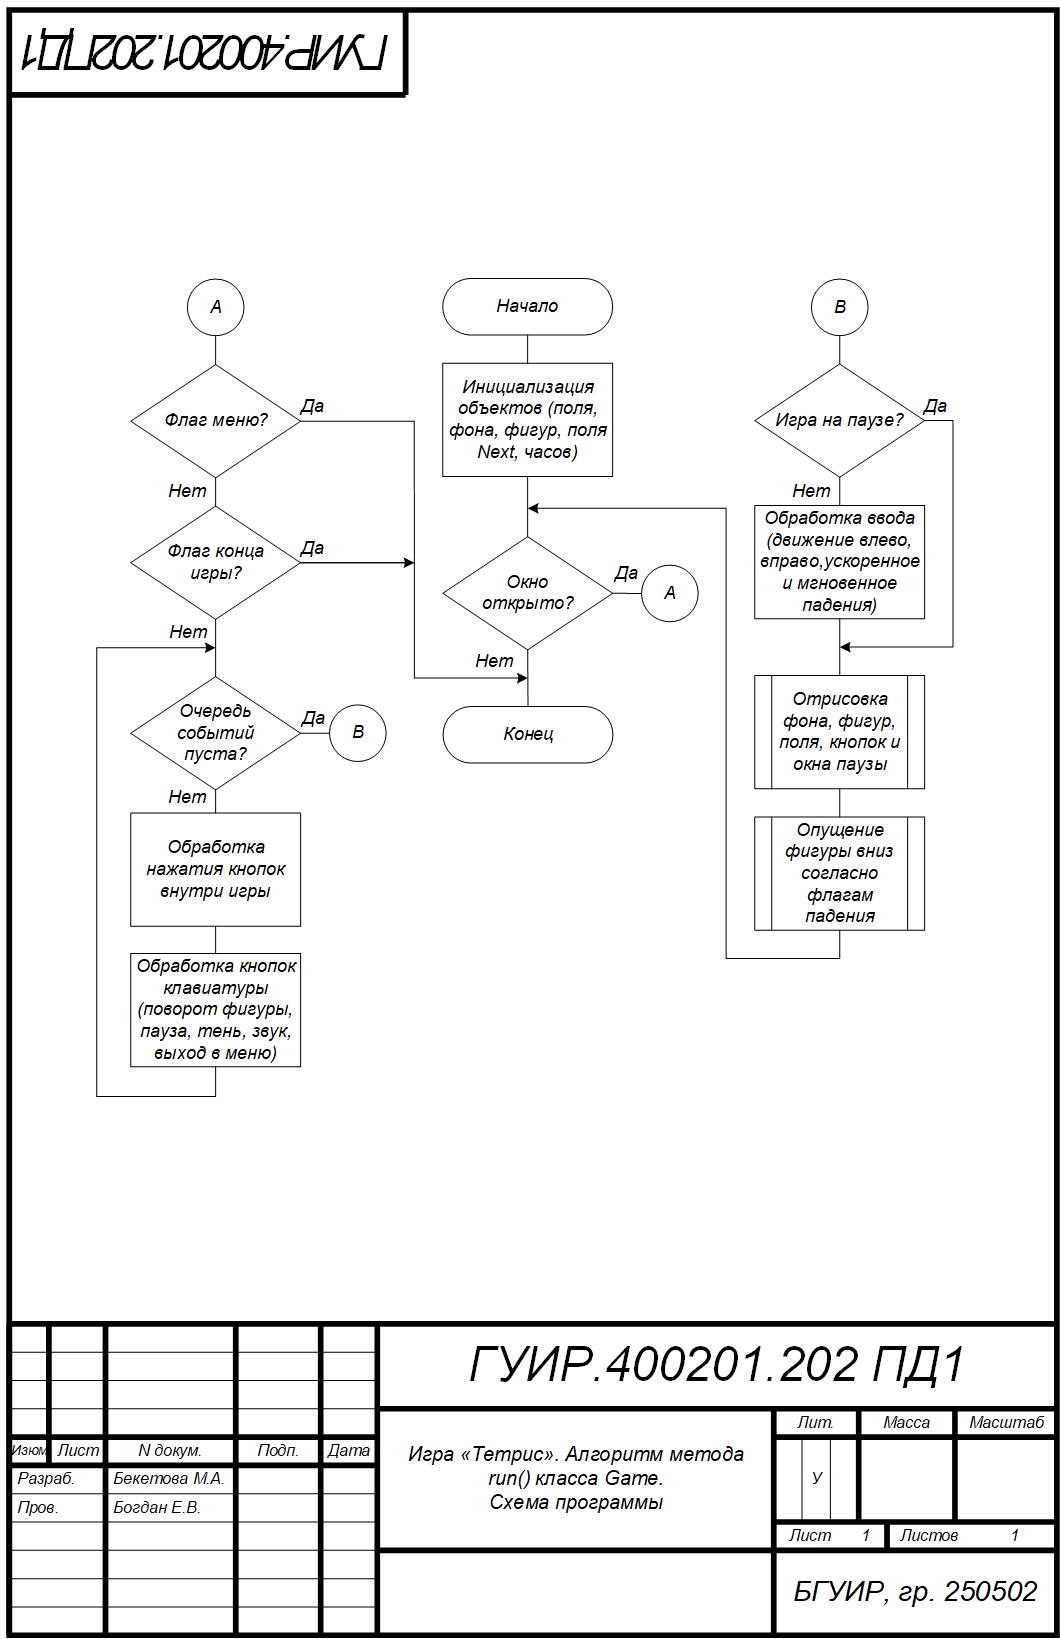 ГУИР.400201.202ПД1
А
Флаг меню?
Да
Нет
Флаг конца
игры?
Да
Нет
Очередь
событий
пуста?
Да
В
Нет
Обработка
нажатия кнопок
внутри игры
Обработка кнопок
клавиатуры
(поворот фигуры,
пауза, тень, звук,
выход в меню)
Начало
Инициализация
объектов (поля,
фона, фигур, поля
Next, часов)
Окно
открыто?
Да
А
Нет
Конец
В
Игра на паузе?
Да
Нет
Обработка ввода
(движение влево,
вправо,ускоренное
и мгновенное
падения)
Отрисовка
фона, фигур,
поля, кнопок и
окна паузы
Опущение
фигуры вниз
согласно
флагам
падения
ГУИР.400201.202 ПД1
Изюм Лист N докум. Подп. Дата
Разраб. Бекетова М.А.
Пров. Богдан Е.В.
Игра «Тетрис». Алгоритм метода
run() класса Game.
Схема программы
Лит. Масса Масштаб
У
Лист 1 Листов 1
БГУИР, гр. 250502